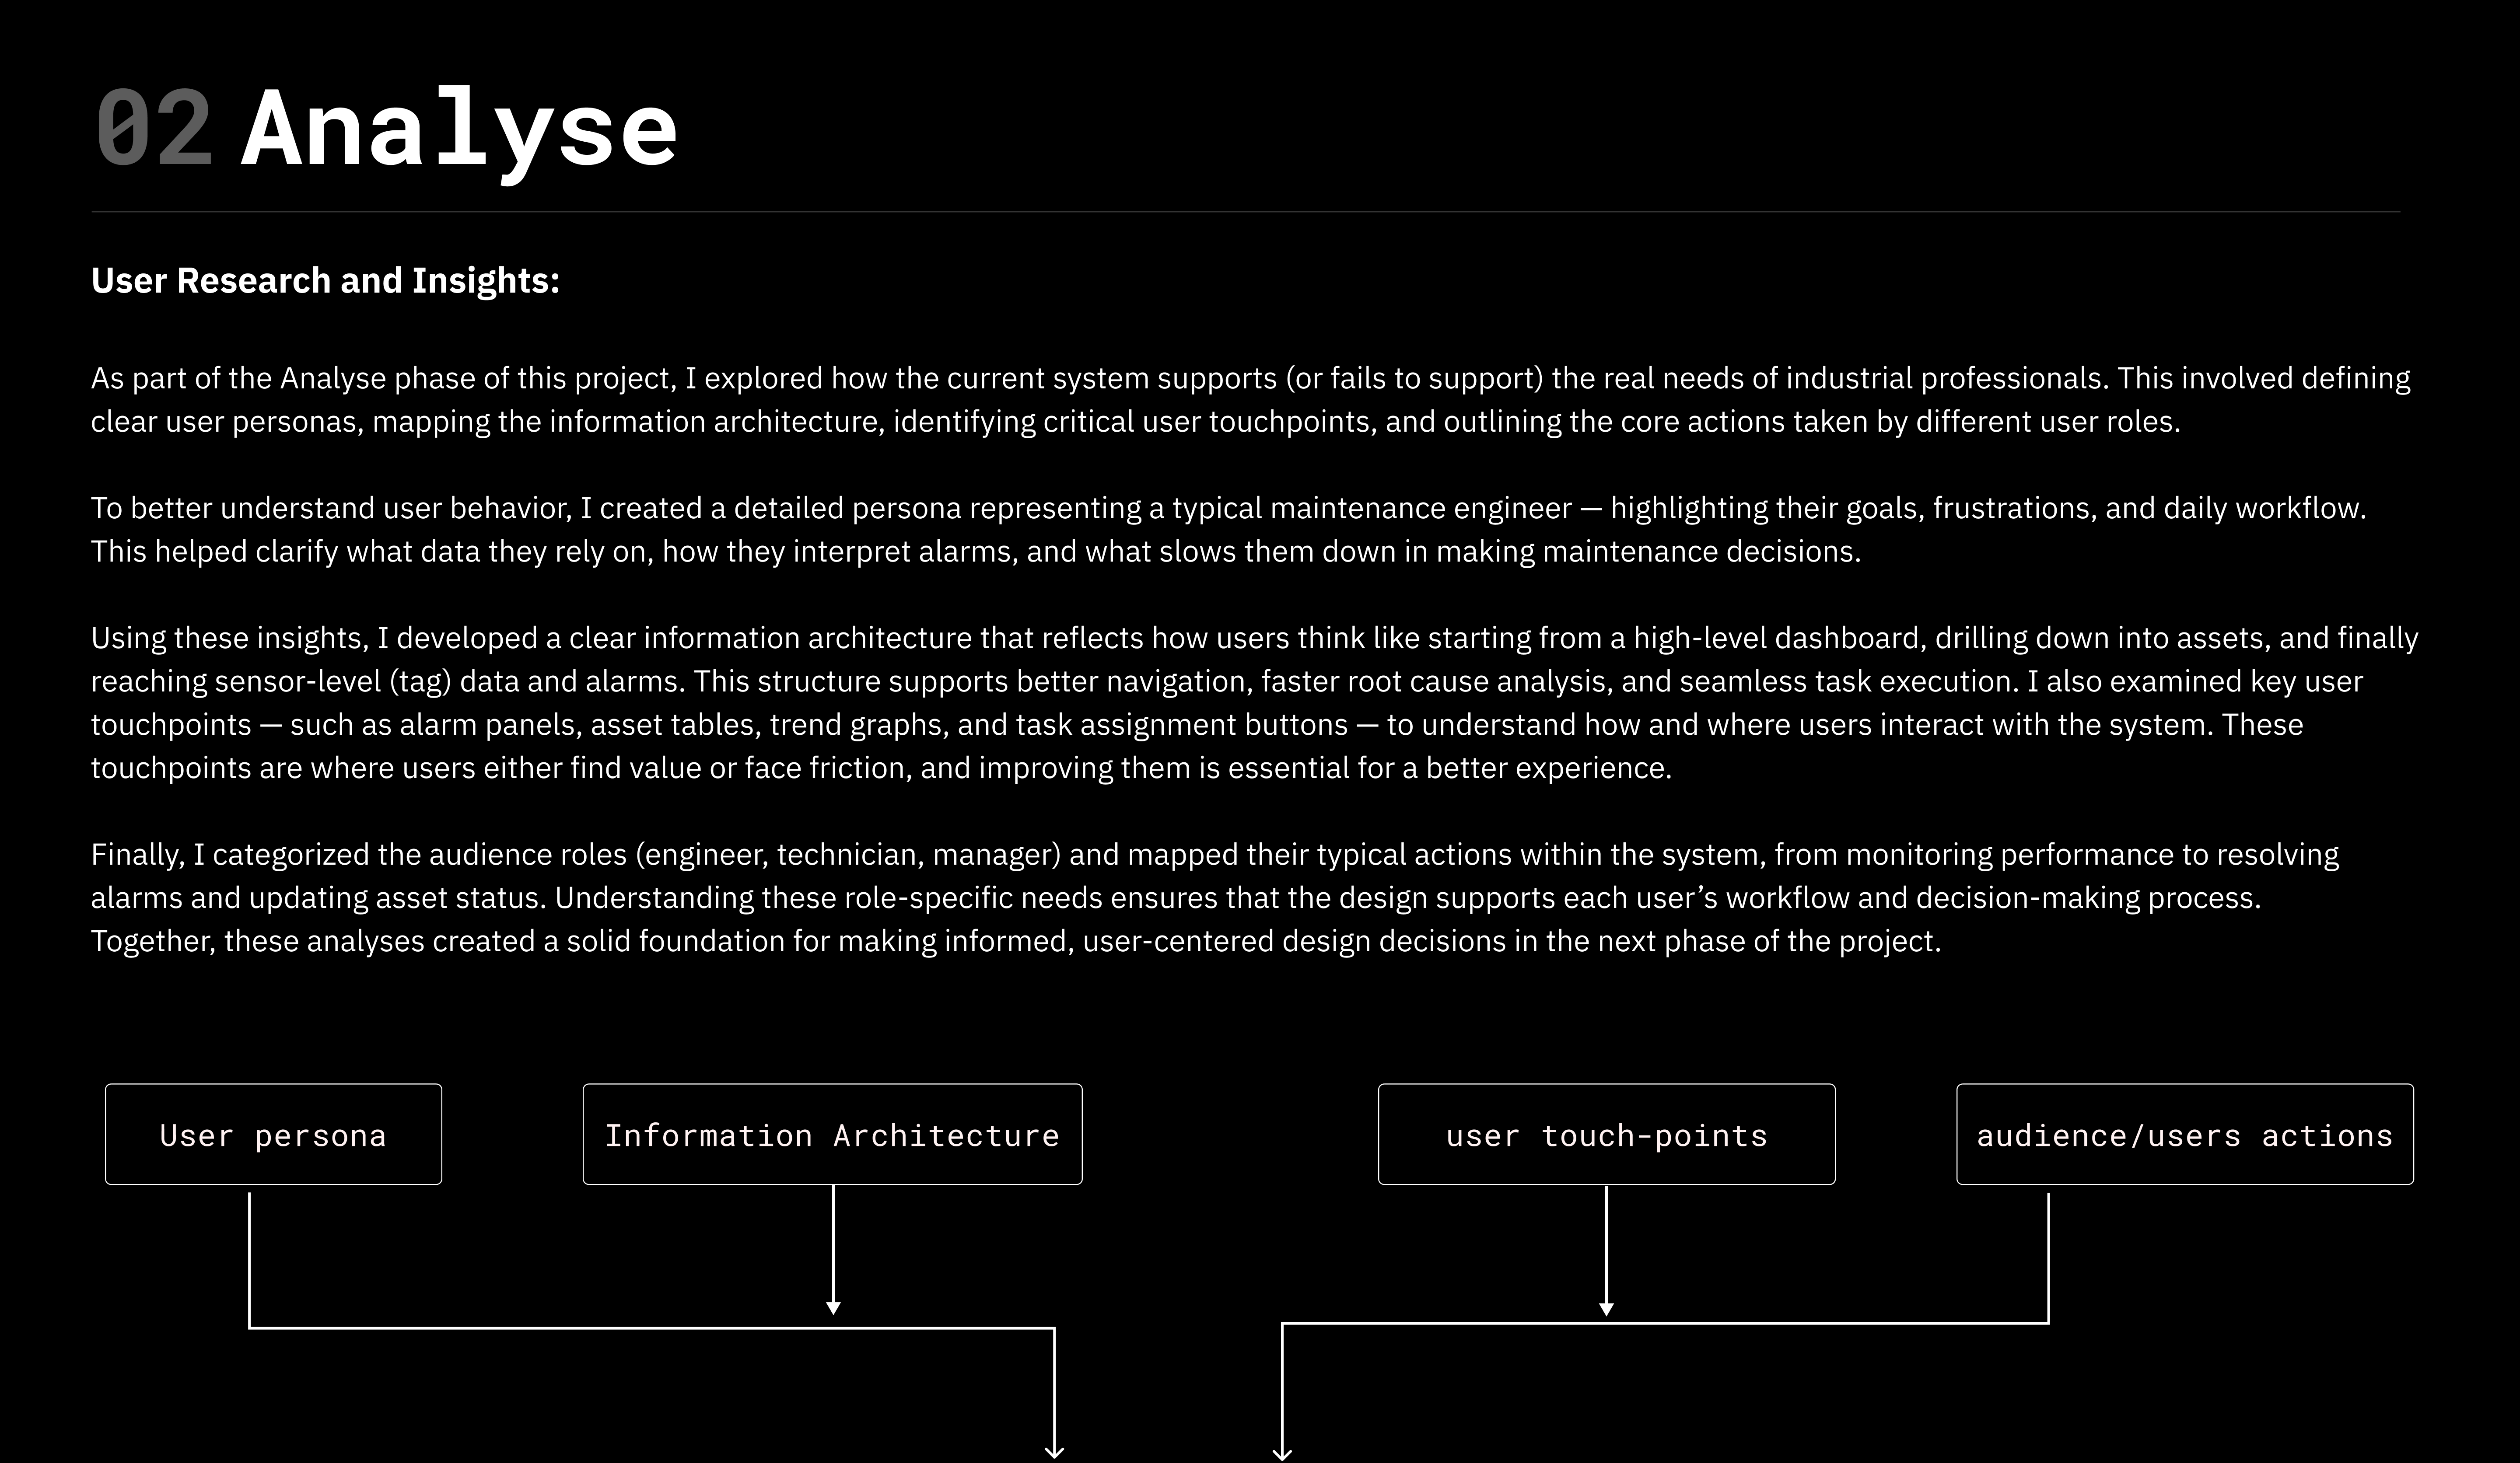 02 Analyse
User Research and Insights:
As part of the Analyse phase of this project, I explored how the current system supports (or fails to support) the real needs of industrial professionals. This involved defining
clear user personas, mapping the information architecture, identifying critical user touchpoints, and outlining the core actions taken by different user roles.
To better understand user behavior, I created a detailed persona representing a typical maintenance engineer — highlighting their goals, frustrations, and daily workflow.
This helped clarify what data they rely on, how they interpret alarms, and what slows them down in making maintenance decisions.
Using these insights, I developed a clear information architecture that reflects how users think like starting from a high-level dashboard, drilling down into assets, and finally
reaching sensor-level (tag) data and alarms. This structure supports better navigation, faster root cause analysis, and seamless task execution. I also examined key user
touchpoints — such as alarm panels, asset tables, trend graphs, and task assignment buttons — to understand how and where users interact with the system. These
touchpoints are where users either find value or face friction, and improving them is essential for a better experience.
Finally, I categorized the audience roles (engineer, technician, manager) and mapped their typical actions within the system, from monitoring performance to resolving
alarms and updating asset status. Understanding these role-specific needs ensures that the design supports each user’s workflow and decision-making process.
Together, these analyses created a solid foundation for making informed, user-centered design decisions in the next phase of the project.
User persona
Information Architecture
user touch-points
audience/users actions